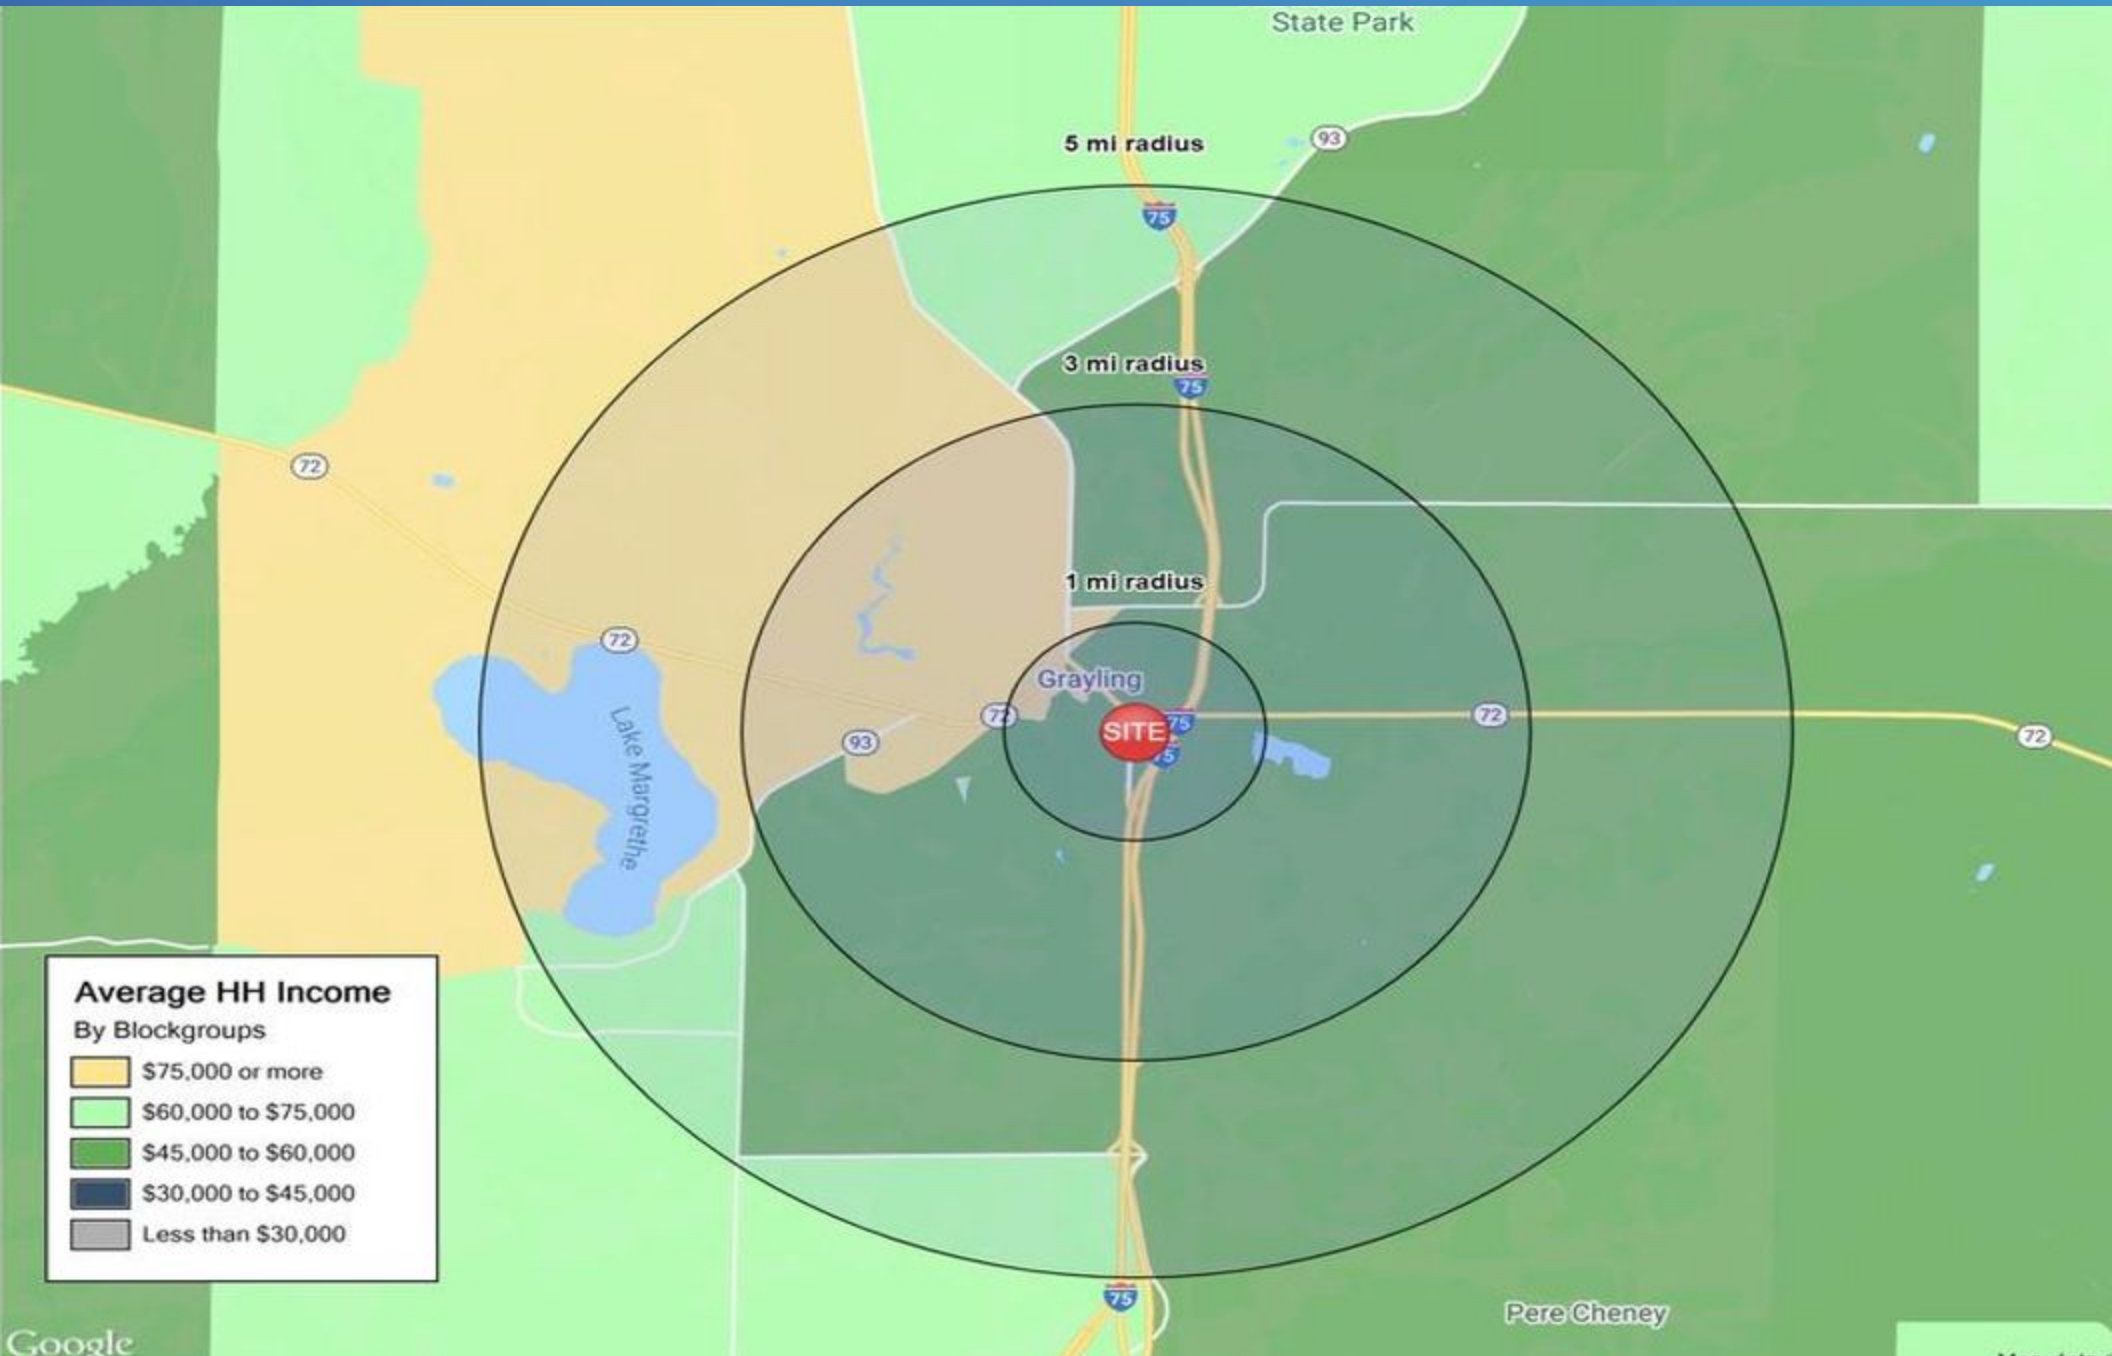 State Park
93
5 mi radius
75
3 mi radius
75
72
1 mi radius
72
Grayling
72
93
SITE
75
75
72
72
Lake Margrethe
Average HH Income
By Blockgroups
$75,000 or more
$60,000 to $75,000
$45,000 to $60,000
$30,000 to $45,000
Less than $30,000
75
Pere Cheney
Google